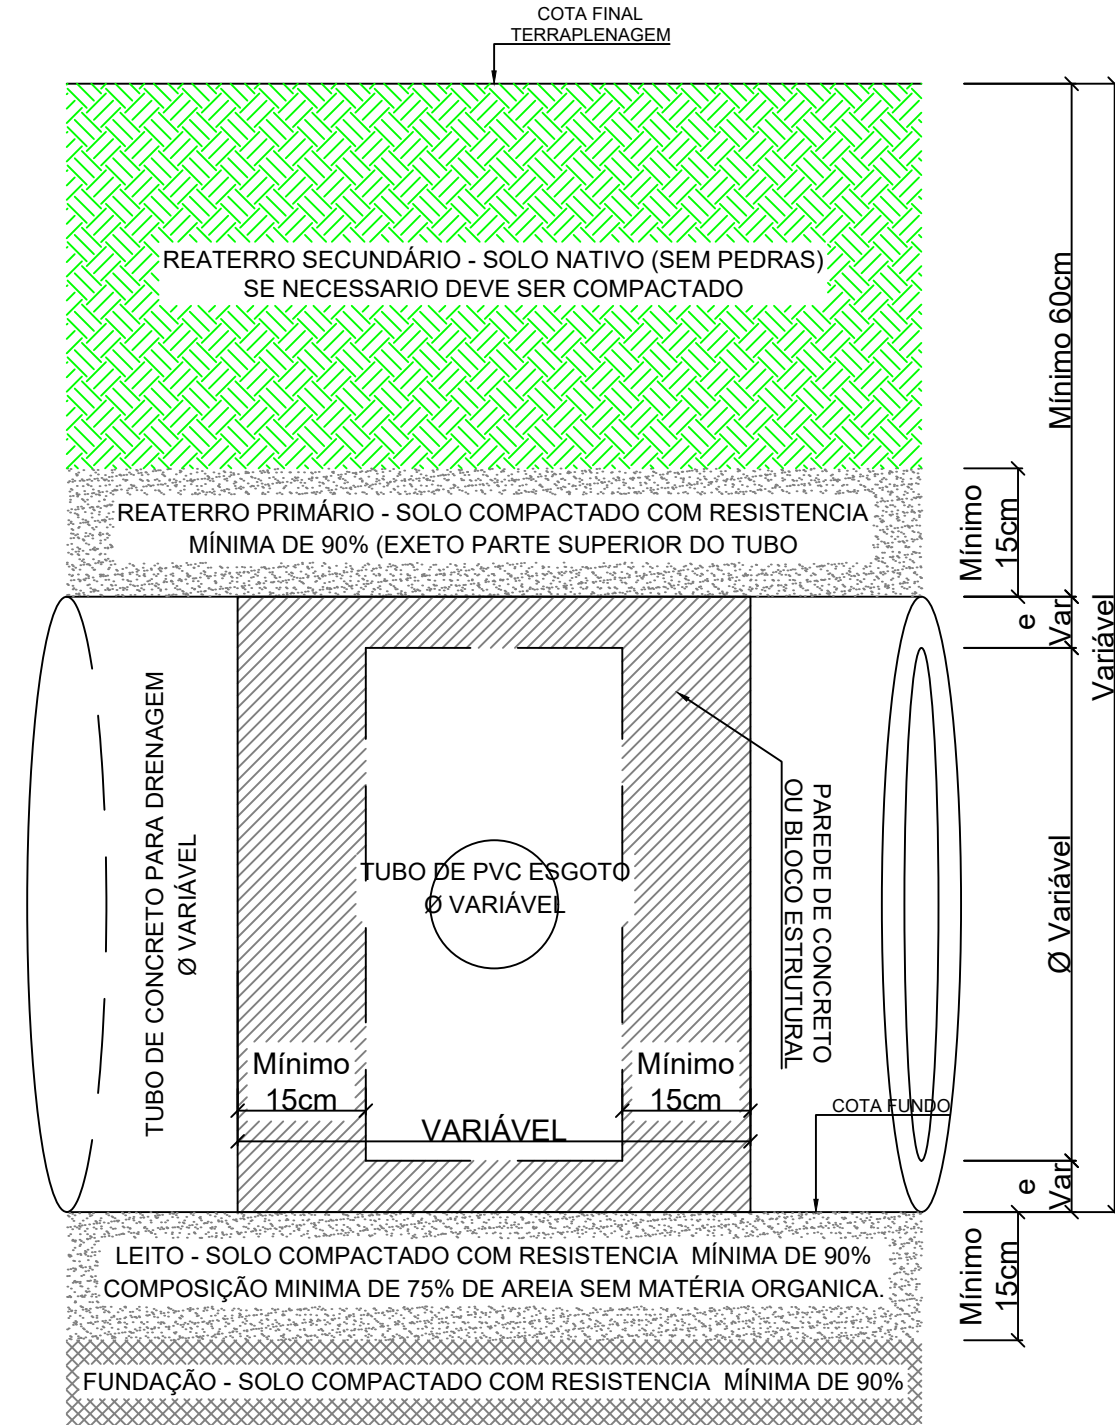 COTA FINAL
TERRAPLENAGEM
REATERRO SECUNDÁRIO - SOLO NATIVO (SEM PEDRAS)
SE NECESSARIO DEVE SER COMPACTADO
Mínimo 60cm
REATERRO PRIMÁRIO - SOLO COMPACTADO COM RESISTENCIA
MÍNIMA DE 90% (EXETO PARTE SUPERIOR DO TUBO
Mínimo
15cm
e
Var
Variável
TUBO DE CONCRETO PARA DRENAGEM
Ø VARIÁVEL
TUBO DE PVC ESGOTO
Ø VARIÁVEL
PAREDE DE CONCRETO
OU BLOCO ESTRUTURAL
Ø Variável
Mínimo
15cm
Mínimo
15cm
VARIÁVEL
COTA FUNDO
e
Var
LEITO - SOLO COMPACTADO COM RESISTENCIA MÍNIMA DE 90%
COMPOSIÇÃO MINIMA DE 75% DE AREIA SEM MATÉRIA ORGANICA.
Mínimo
15cm
FUNDAÇÃO - SOLO COMPACTADO COM RESISTENCIA MÍNIMA DE 90%